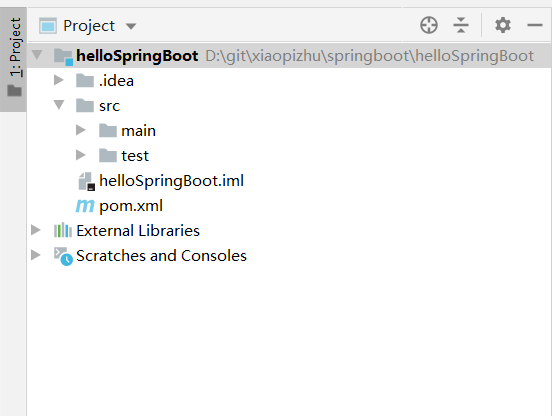 1: Project
Project
helloSpringBoot D:\git\xiaopizhu\springboot\helloSpringBoot
.idea
src
main
test
helloSpringBoot.iml
pom.xml
External Libraries
Scratches and Consoles